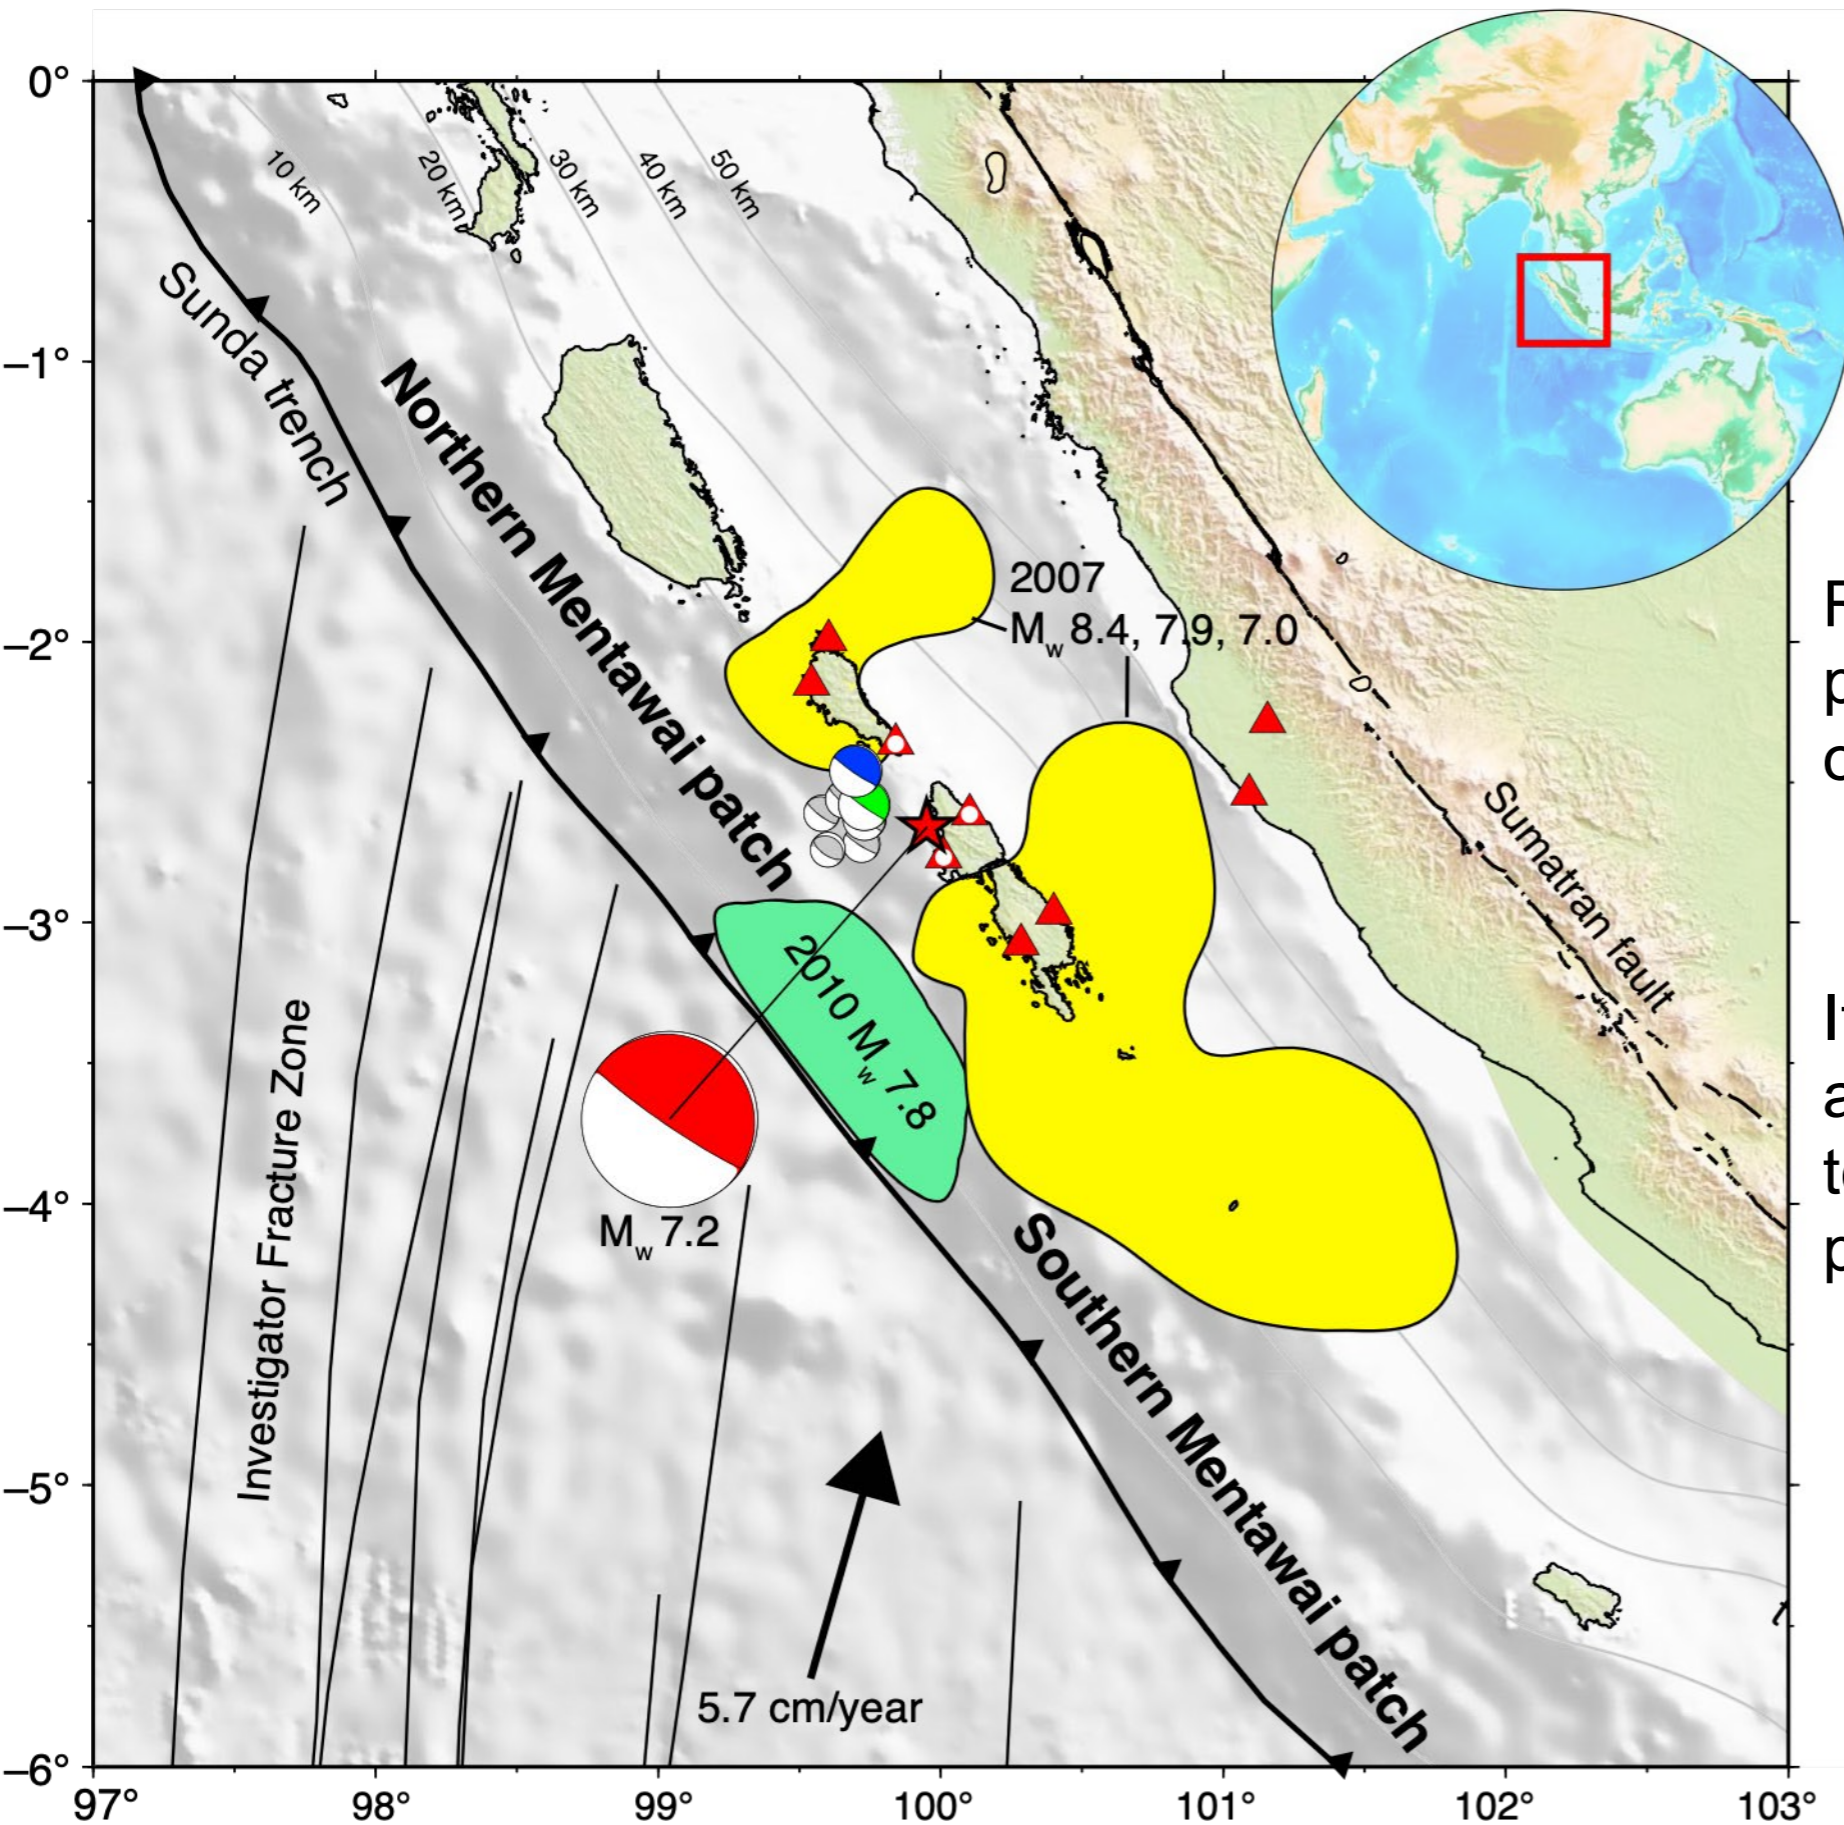 0°
–1°
–2°
–3°
–4°
–5°
–6°
97°
98°
99°
100°
101°
102°
103°
10 km
20 km
30 km
40 km
50 km
Sunda trench
Northern Mentawai patch
2007
Mw 8.4, 7.9, 7.0
Sumatran fault
2010 Mw 7.8
Investigator Fracture Zone
Mw 7.2
Southern Mentawai patch
5.7 cm/year